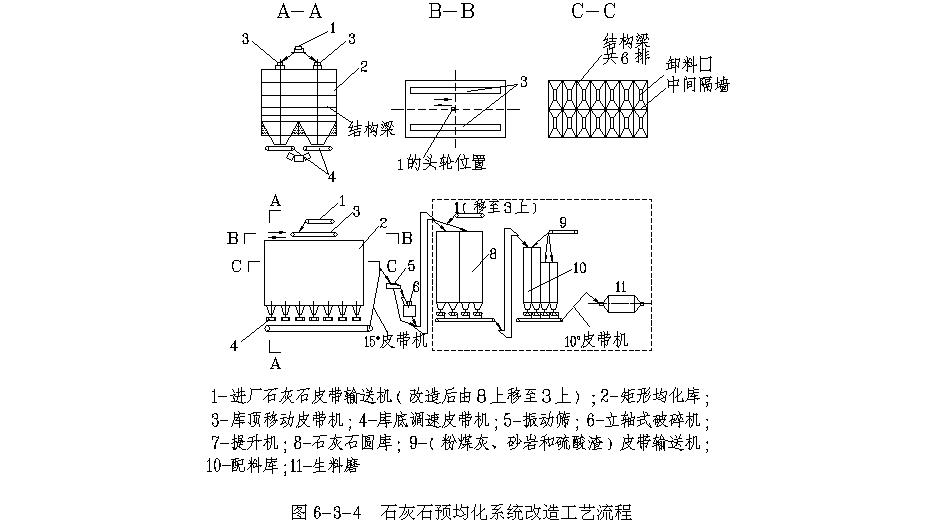 A-A
B-B
C-C
3
1
3
2
结构梁
4
3
1的头轮位置
结构梁
共6排
卸料口
中间隔墙
A
1
3
2
B
B
C
C
5
6
4
A
15°皮带机
1(移至3上)
8
9
10
11
10°皮带机
1-进厂石灰石皮带输送机(改造后由8上移至3上);2-矩形均化库;
3-库顶移动皮带机;4-库底调速皮带机;5-振动筛;6-立轴式破碎机;
7-提升机;8-石灰石圆库;9-(粉煤灰、砂岩和硫酸渣)皮带输送机;
10-配料库;11-生料磨
图 6-3-4 石灰石预均化系统改造工艺流程